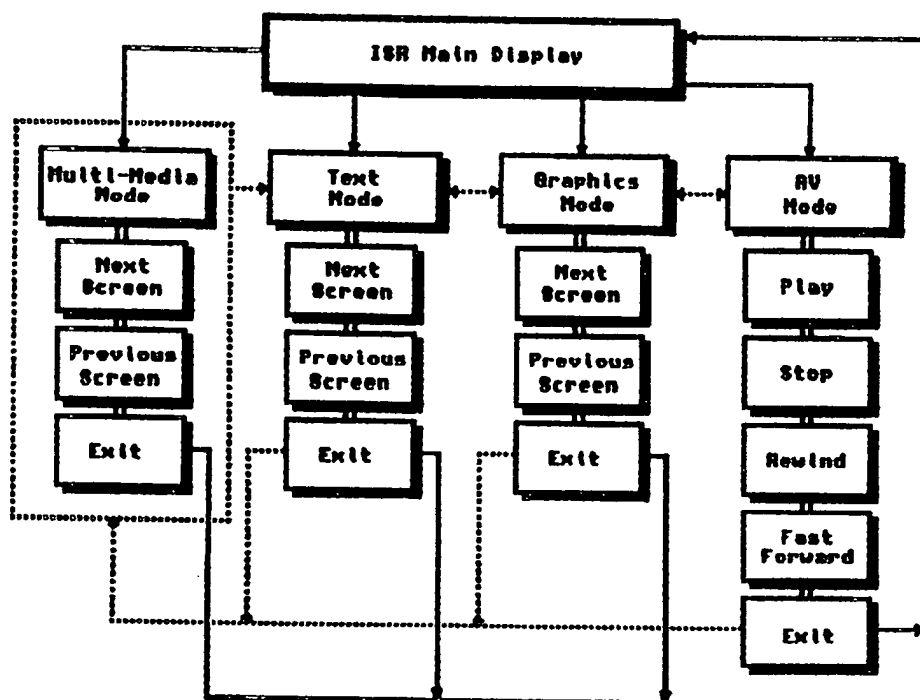 ISR Main Display
Multi-Media
Mode
Next
Screen
Previous
Screen
Exit
Text
Mode
Next
Screen
Previous
Screen
Exit
Graphics
Mode
Next
Screen
Previous
Screen
Exit
AV
Mode
Play
Stop
Rewind
Fast
Forward
Exit